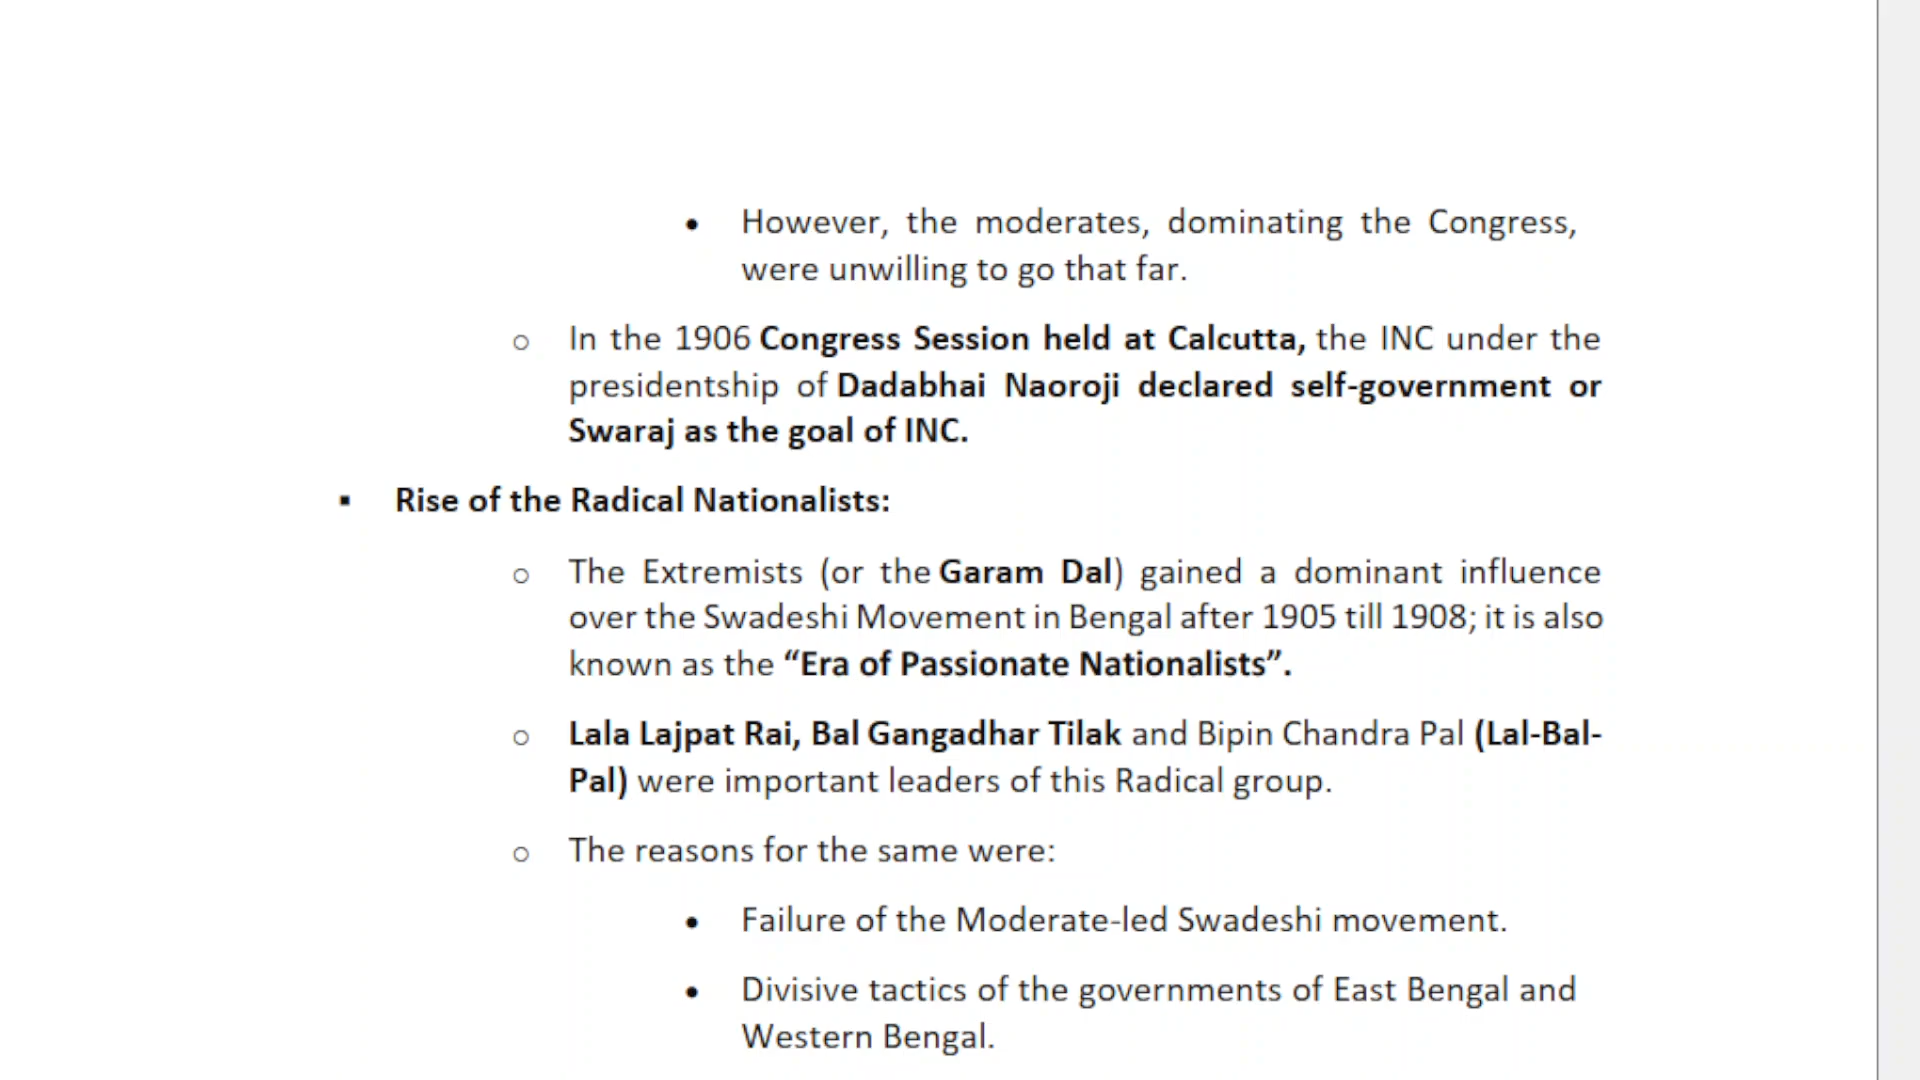 • However, the moderates, dominating the Congress,
were unwilling to go that far.
o In the 1906 Congress Session held at Calcutta, the INC under the
presidentship of Dadabhai Naoroji declared self-government or
Swaraj as the goal of INC.
▪ Rise of the Radical Nationalists:
o The Extremists (or the Garam Dal) gained a dominant influence
over the Swadeshi Movement in Bengal after 1905 till 1908; it is also
known as the “Era of Passionate Nationalists”.
o Lala Lajpat Rai, Bal Gangadhar Tilak and Bipin Chandra Pal (Lal-Bal-
Pal) were important leaders of this Radical group.
o The reasons for the same were:
• Failure of the Moderate-led Swadeshi movement.
• Divisive tactics of the governments of East Bengal and
Western Bengal.